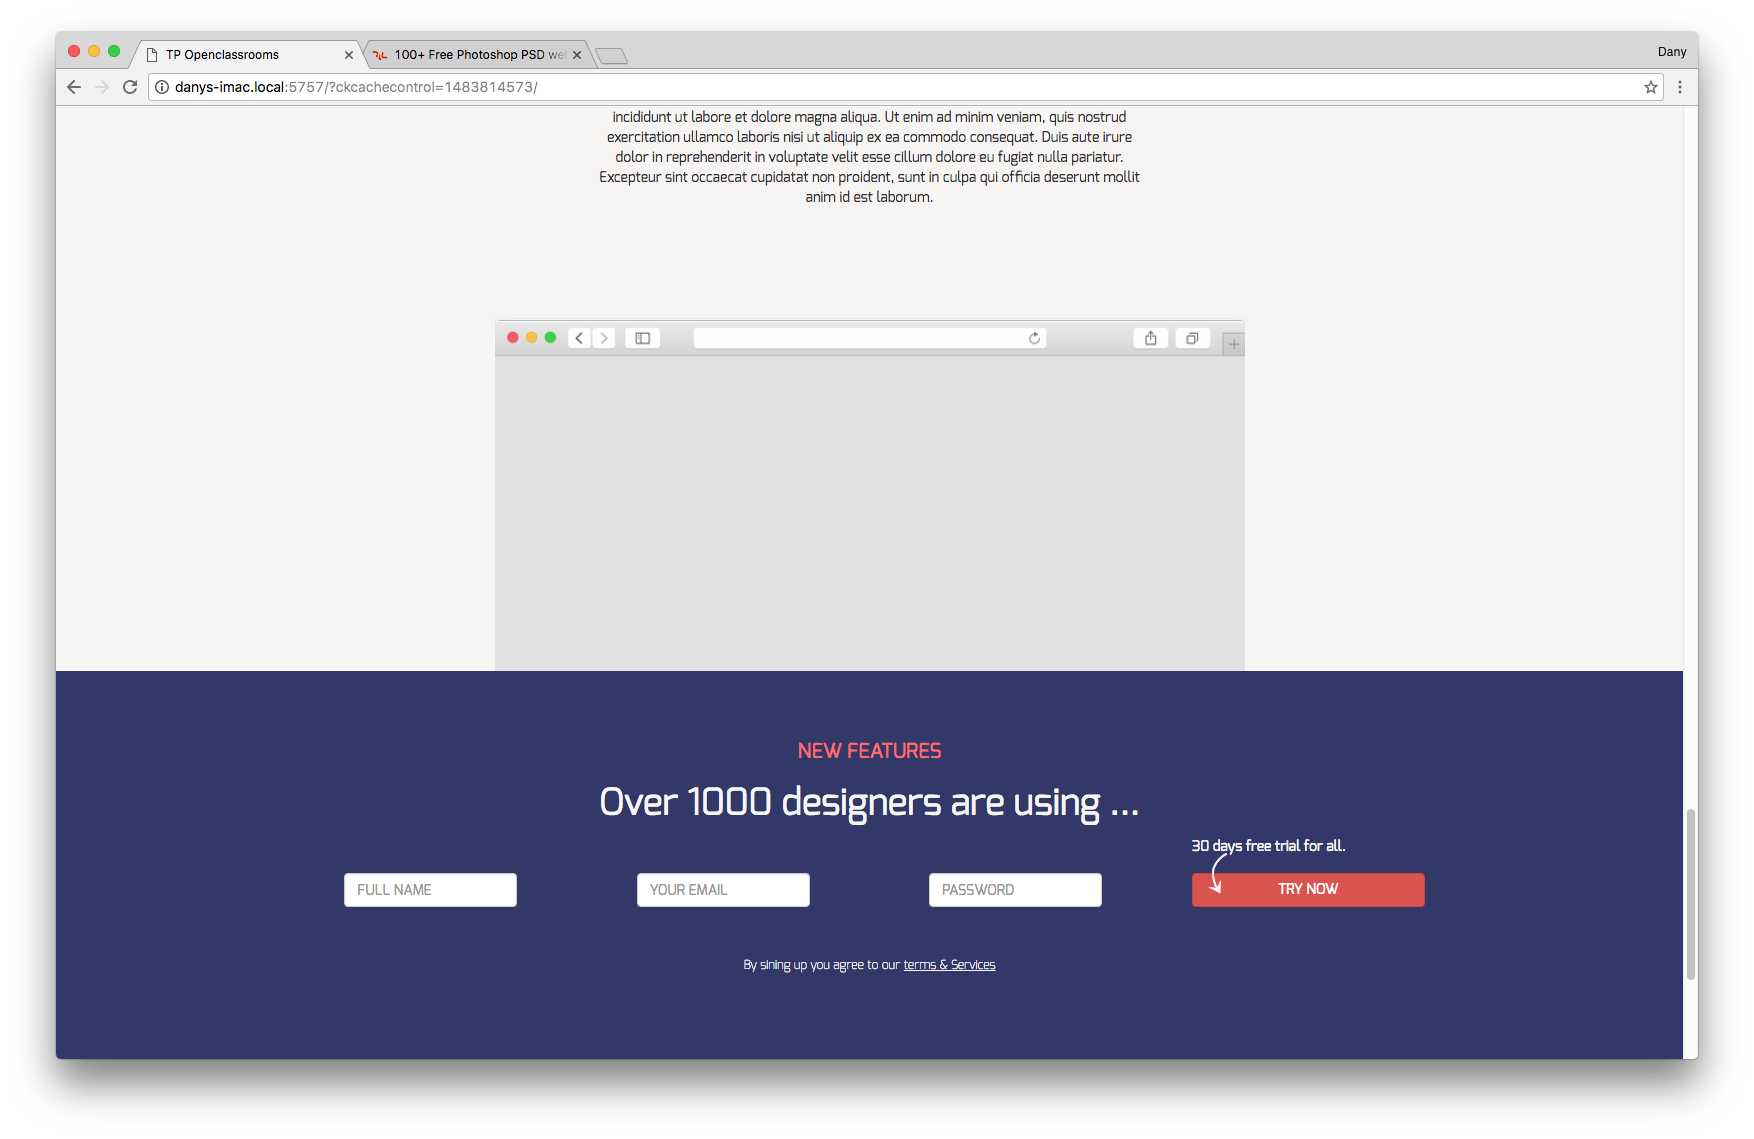 TP Openclassrooms
100+ Free Photoshop PSD we
Dany
danys-imac.local:5757/?ckcachecontrol=1483814573/
incididunt ut labore et dolore magna aliqua. Ut enim ad minim veniam, quis nostrud
exercitation ullamco laboris nisi ut aliquip ex ea commodo consequat. Duis aute irure
dolor in reprehenderit in voluptate velit esse cillum dolore eu fugiat nulla pariatur.
Excepteur sint occaecat cupidatat non proident, sunt in culpa qui officia deserunt mollit
anim id est laborum.
NEW FEATURES
Over 1000 designers are using ...
30 days free trial for all.
FULL NAME
YOUR EMAIL
PASSWORD
TRY NOW
By sining up you agree to our terms & Services